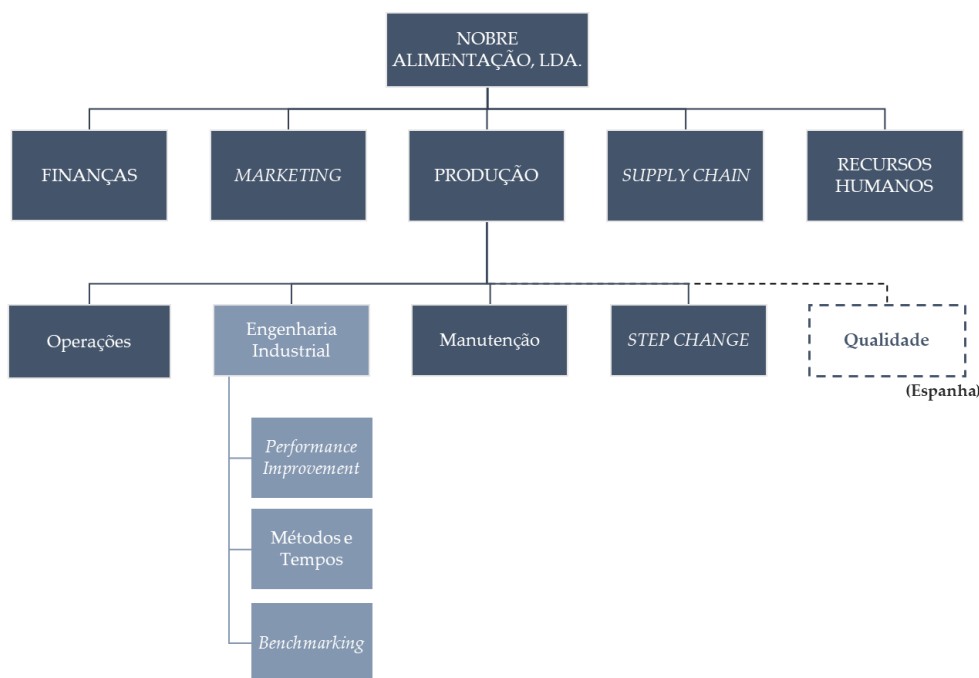 NOBRE
ALIMENTAÇÃO, LDA.
FINANÇAS
MARKETING
PRODUÇÃO
SUPPLY CHAIN
RECURSOS
HUMANOS
Operações
Engenharia
Industrial
Manutenção
STEP CHANGE
Qualidade
(Espanha)
Performance
Improvement
Métodos e
Tempos
Benchmarking